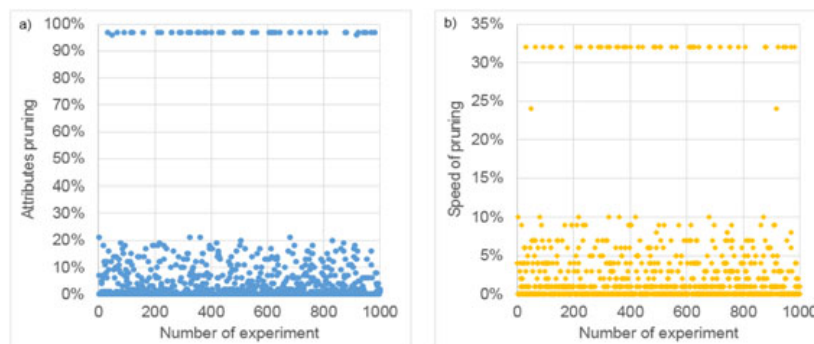 a)
100%
90%
80%
70%
60%
50%
40%
30%
20%
10%
0%
Attributes pruning
0 200 400 600 800 1000
Number of experiment
b)
35%
30%
25%
20%
15%
10%
5%
0%
Speed of pruning
0 200 400 600 800 1000
Number of experiment